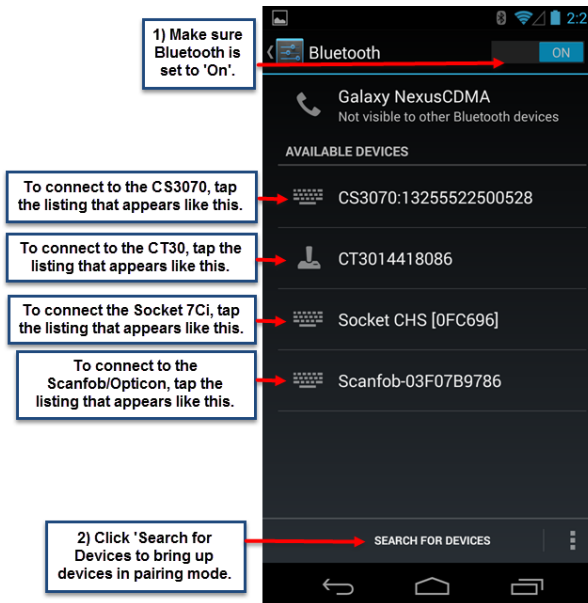 1) Make sure
Bluetooth is
set to 'On'.
2:2
Bluetooth
ON
Galaxy NexusCDMA
Not visible to other Bluetooth devices
AVAILABLE DEVICES
To connect to the CS3070, tap
the listing that appears like this.
CS3070:13255522500528
To connect to the CT30, tap the
listing that appears like this.
CT3014418086
To connect the Socket 7Ci, tap
the listing that appears like this.
Socket CHS [0FC696]
To connect to the
Scanfob/Opticon, tap the
listing that appears like this.
Scanfob-03F07B9786
2) Click 'Search for
Devices to bring up
devices in pairing mode.
SEARCH FOR DEVICES